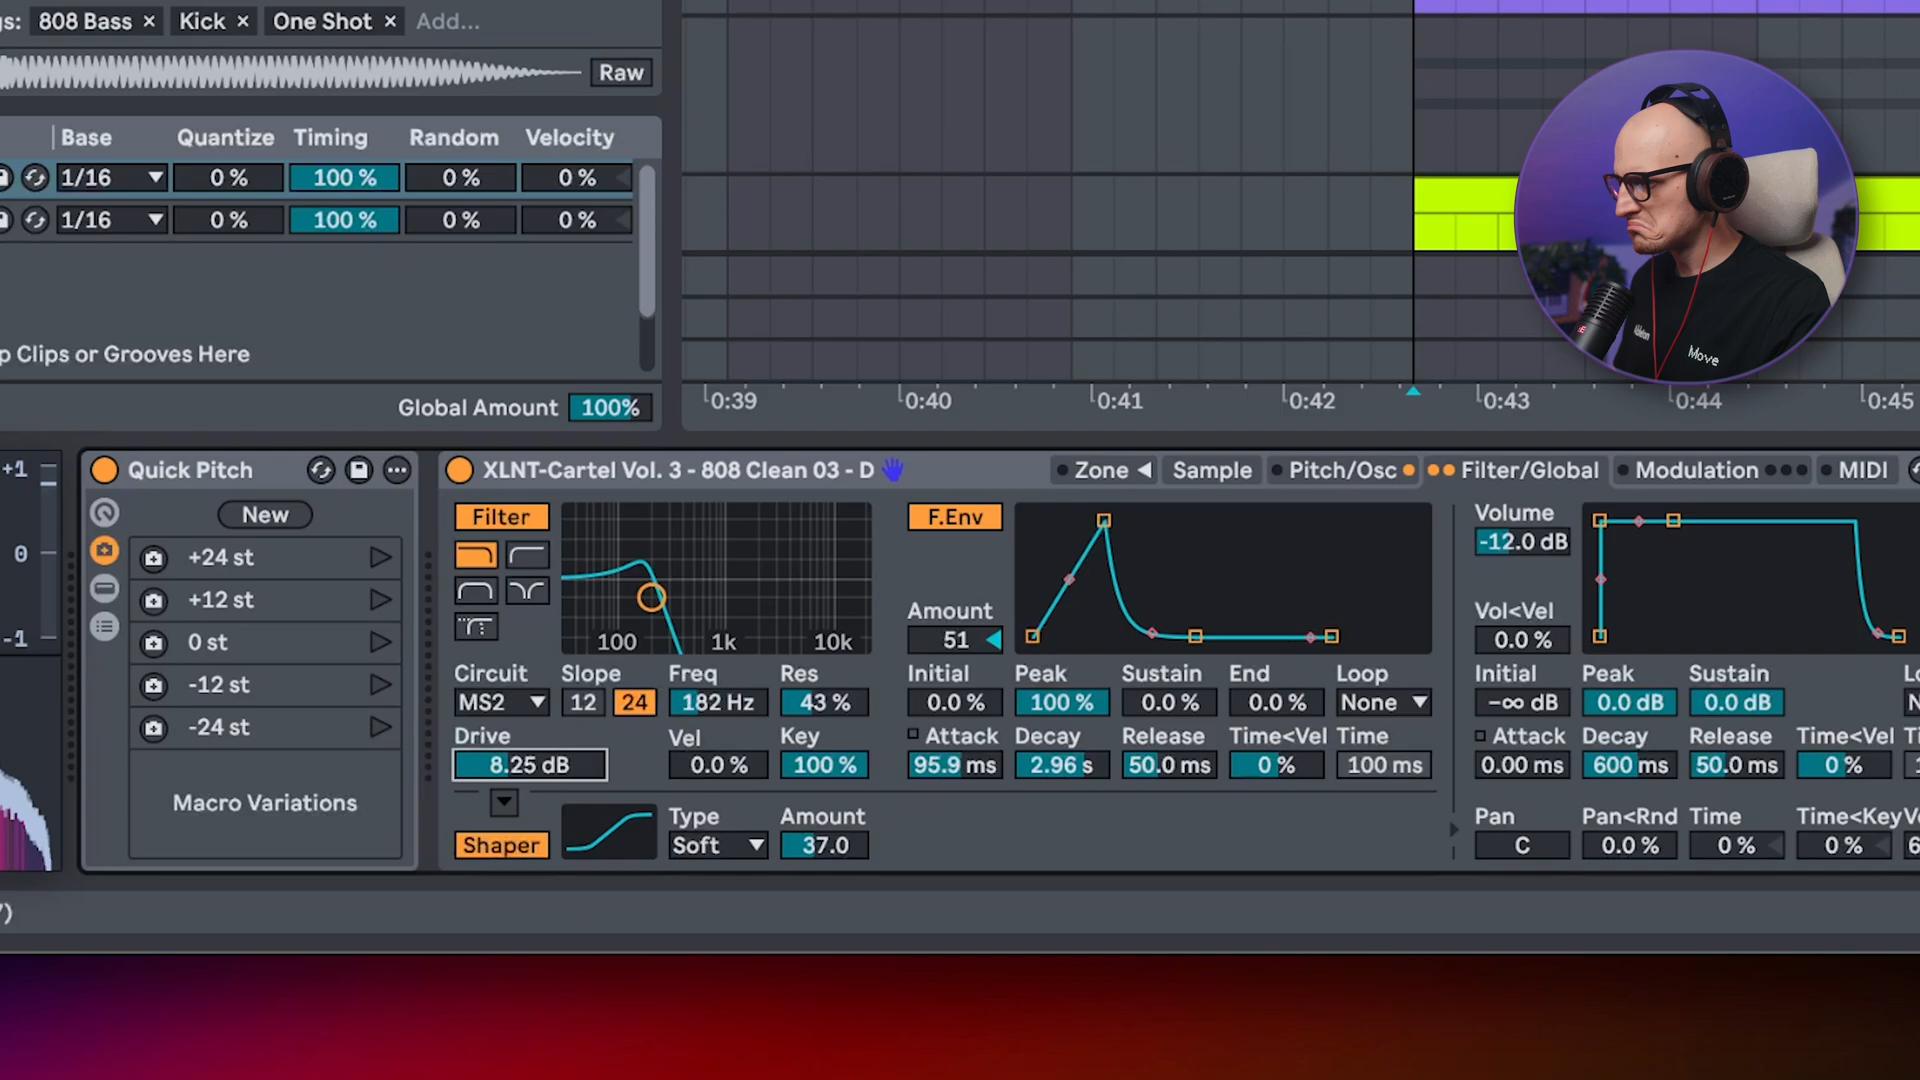 gs: 808 Bass × Kick × One Shot × Add...
Raw
Base Quantize Timing Random Velocity
1/16 0 % 100 % 0 % 0 %
1/16 0 % 100 % 0 % 0 %
p Clips or Grooves Here
Global Amount 100%
0:39 0:40 0:41 0:42 0:43 0:44 0:45
Ableton
Move
+1
0
-1
Quick Pitch
New
+24 st
+12 st
0 st
-12 st
-24 st
Macro Variations
XLNT-Cartel Vol. 3 - 808 Clean 03 - D
Zone Sample Pitch/Osc Filter/Global Modulation MIDI
Filter
100 1k 10k
Circuit Slope Freq Res
MS2 12 24 182 Hz 43 %
Drive Vel Key
8.25 dB 0.0 % 100 %
Shaper
Type Amount
Soft 37.0
F.Env
Amount
51
Initial Peak Sustain End Loop
0.0 % 100 % 0.0 % 0.0 % None
Attack Decay Release Time<Vel Time
95.9 ms 2.96 s 50.0 ms 0 % 100 ms
Volume
-12.0 dB
Vol<Vel
0.0 %
Initial Peak Sustain
-∞ dB 0.0 dB 0.0 dB
Attack Decay Release Time<Vel
0.00 ms 600 ms 50.0 ms 0 %
Pan Pan<Rnd Time Time<Key
C 0.0 % 0 % 0 %